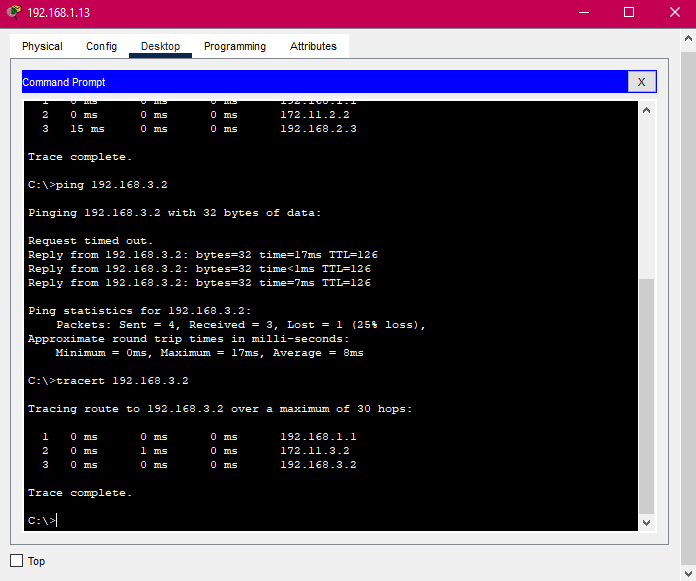 192.168.1.13
Physical Config Desktop Programming Attributes
Command Prompt
X
1 0 ms 0 ms 0 ms 192.168.1.1
2 0 ms 0 ms 0 ms 172.11.2.2
3 15 ms 0 ms 0 ms 192.168.2.3
Trace complete.
C:\>ping 192.168.3.2
Pinging 192.168.3.2 with 32 bytes of data:
Request timed out.
Reply from 192.168.3.2: bytes=32 time=17ms TTL=126
Reply from 192.168.3.2: bytes=32 time<1ms TTL=126
Reply from 192.168.3.2: bytes=32 time=7ms TTL=126
Ping statistics for 192.168.3.2:
Packets: Sent = 4, Received = 3, Lost = 1 (25% loss),
Approximate round trip times in milli-seconds:
Minimum = 0ms, Maximum = 17ms, Average = 8ms
C:\>tracert 192.168.3.2
Tracing route to 192.168.3.2 over a maximum of 30 hops:
1 0 ms 0 ms 0 ms 192.168.1.1
2 0 ms 1 ms 0 ms 172.11.3.2
3 0 ms 0 ms 0 ms 192.168.3.2
Trace complete.
C:\>
Top